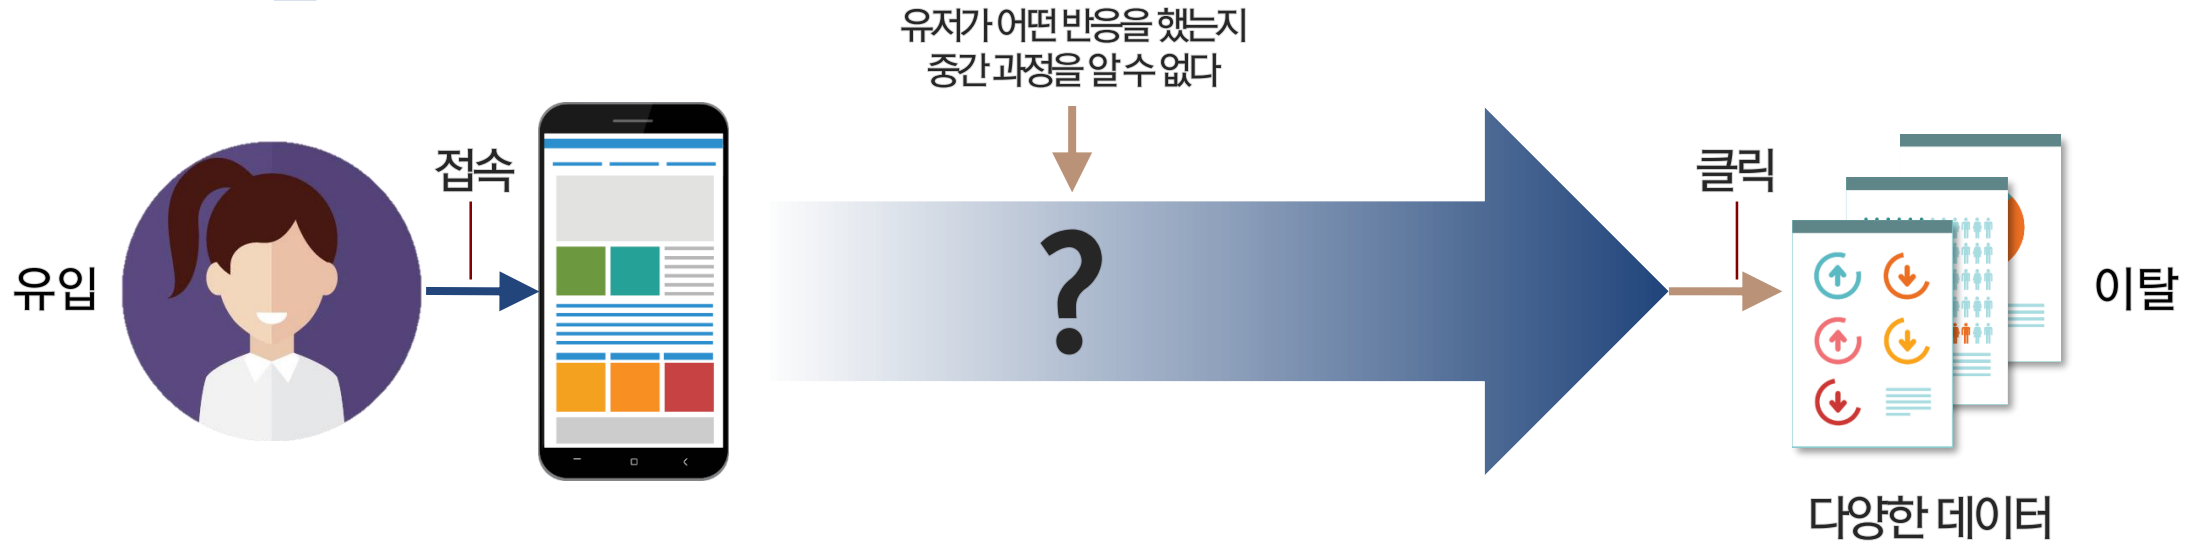 유저가 어떤 반응을 했는지
중간 과정을 알 수 없다
접속
클릭
유입
?
이탈
다양한 데이터